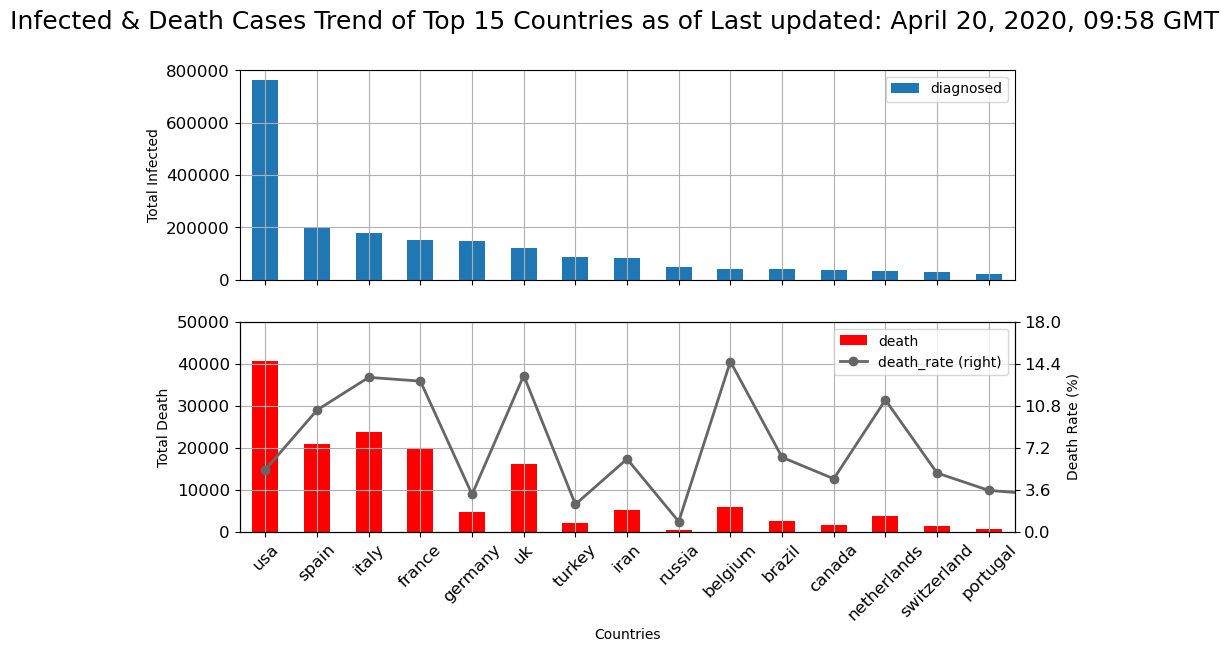 Infected & Death Cases Trend of Top 15 Countries as of Last updated: April 20, 2020, 09:58 GMT
800000
600000
400000
200000
0
Total Infected
diagnosed
50000
40000
30000
20000
10000
0
Total Death
death
death_rate (right)
18.0
14.4
10.8
7.2
3.6
0.0
Death Rate (%)
usa
spain
italy
france
germany
uk
turkey
iran
russia
belgium
brazil
canada
netherlands
switzerland
portugal
Countries